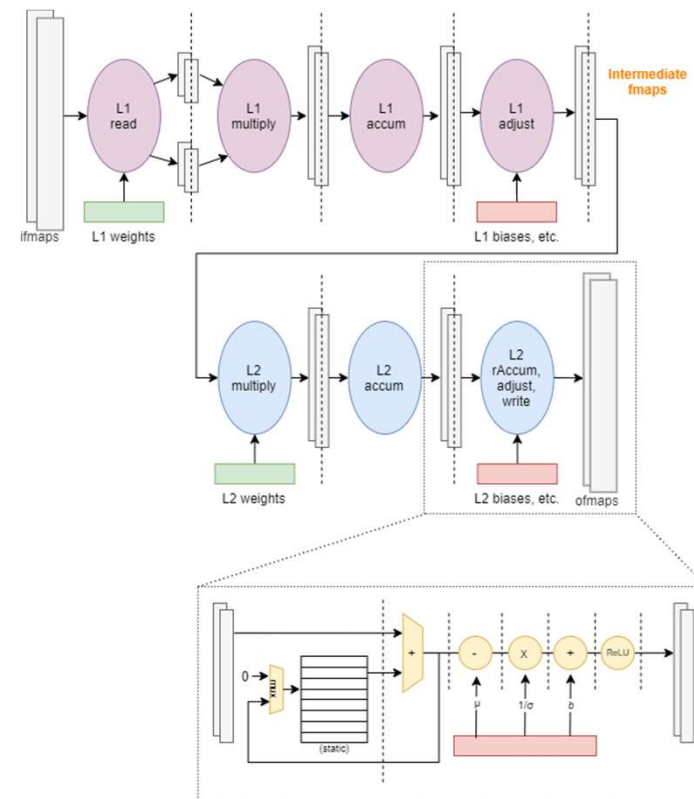 Intermediate
fmaps
L1
read
L1
multiply
L1
accum
L1
adjust
ifmaps
L1 weights
L1 biases, etc.
L2
multiply
L2
accum
L2
rAccum,
adjust,
write
L2 weights
L2 biases, etc.
ofmaps
+
-
X
+
ReLU
0
mux
μ
1/σ
b
(static)